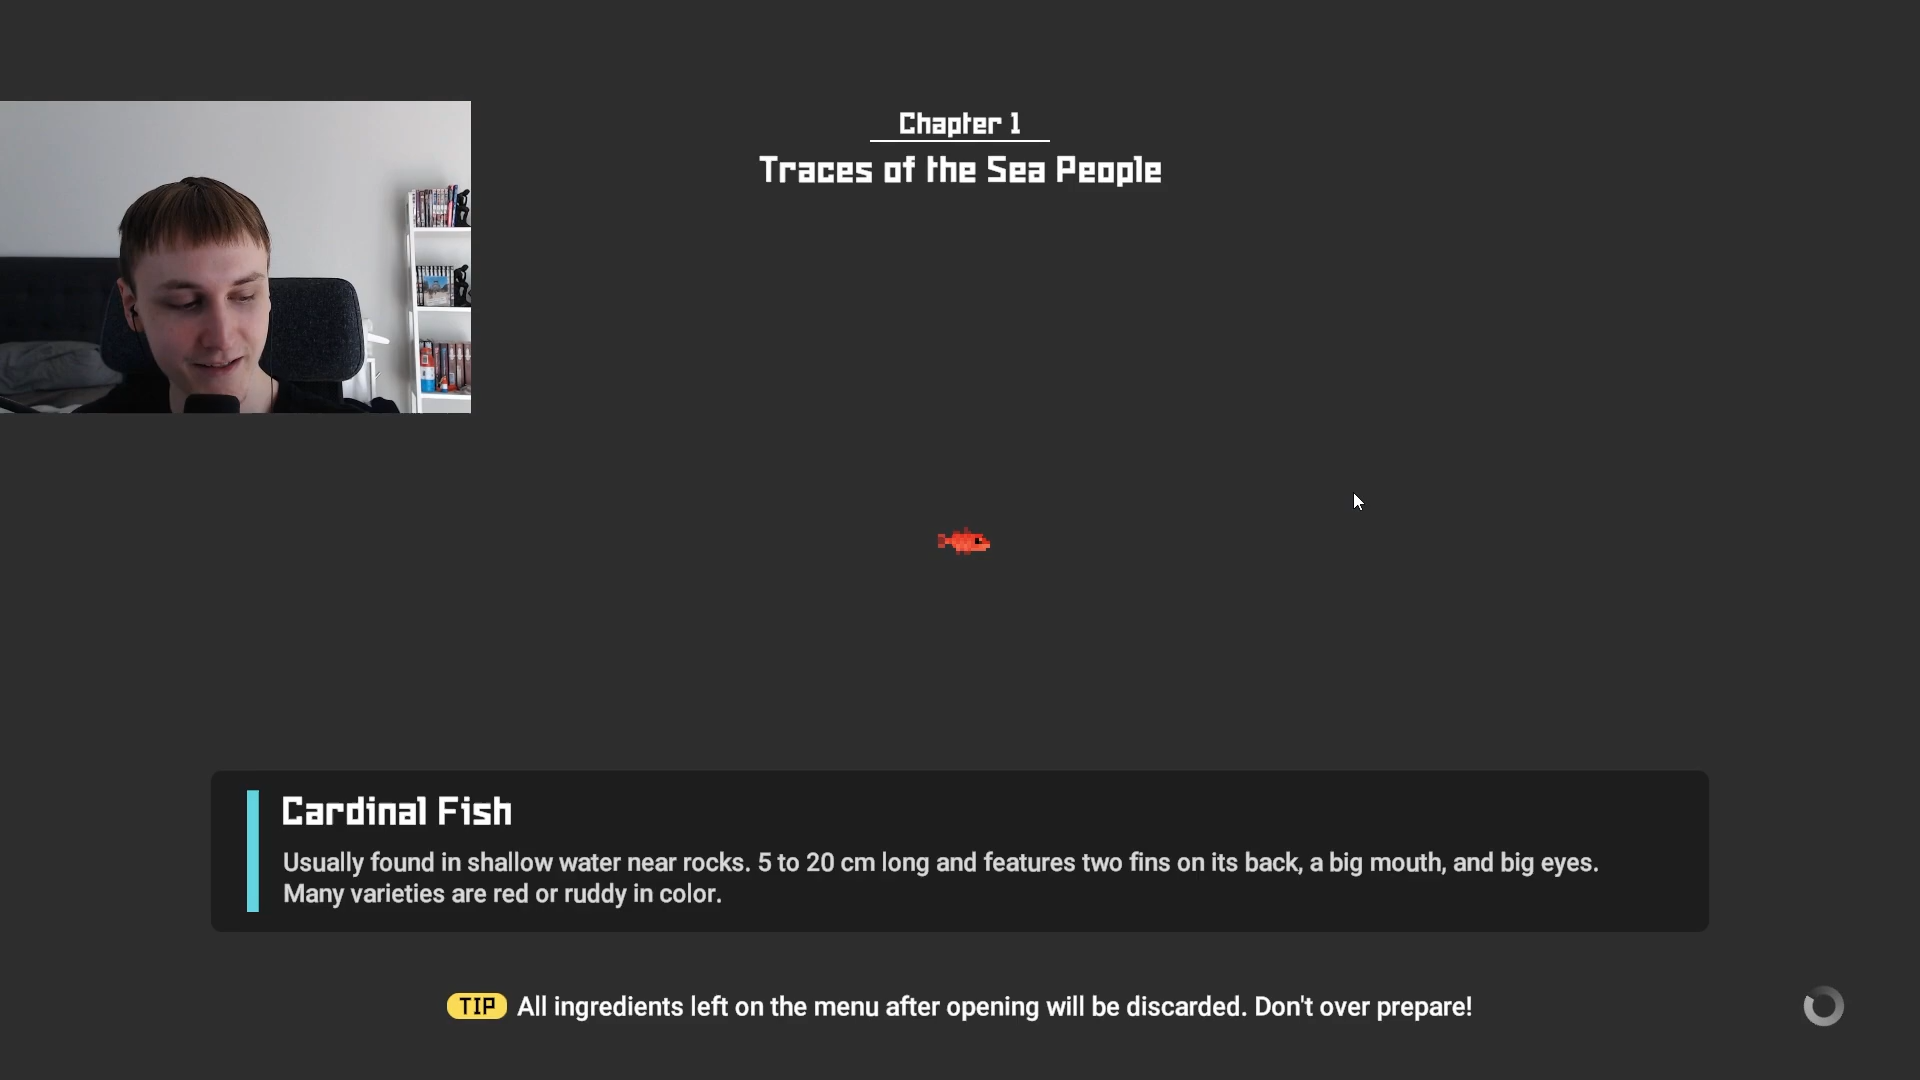 Chapter 1
Traces of the Sea People
Cardinal Fish
Usually found in shallow water near rocks. 5 to 20 cm long and features two fins on its back, a big mouth, and big eyes.
Many varieties are red or ruddy in color.
TIP All ingredients left on the menu after opening will be discarded. Don't over prepare!